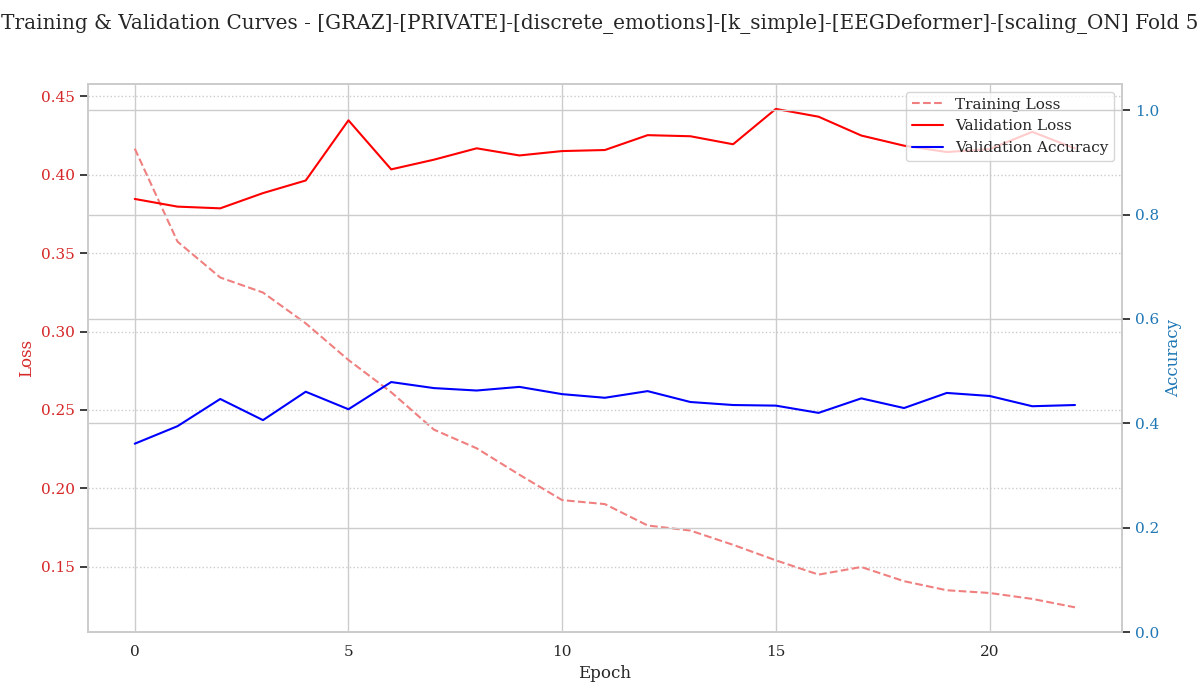 Training & Validation Curves - [GRAZ]-[PRIVATE]-[discrete_emotions]-[k_simple]-[EEGDeformer]-[scaling_ON] Fold 5
Training Loss
Validation Loss
Validation Accuracy
0.45
0.40
0.35
0.30
0.25
0.20
0.15
Loss
1.0
0.8
0.6
0.4
0.2
0.0
Accuracy
0 5 10 15 20
Epoch